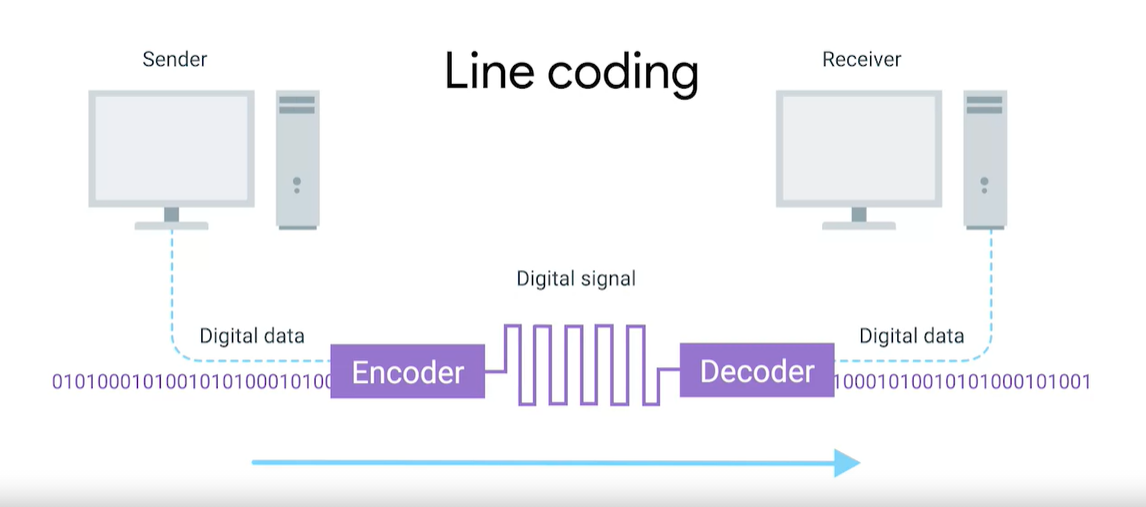 Line coding
Sender
Receiver
Digital signal
Digital data
Digital data
0101000101001010100010100
Encoder
Decoder
1000101001010100010100​1